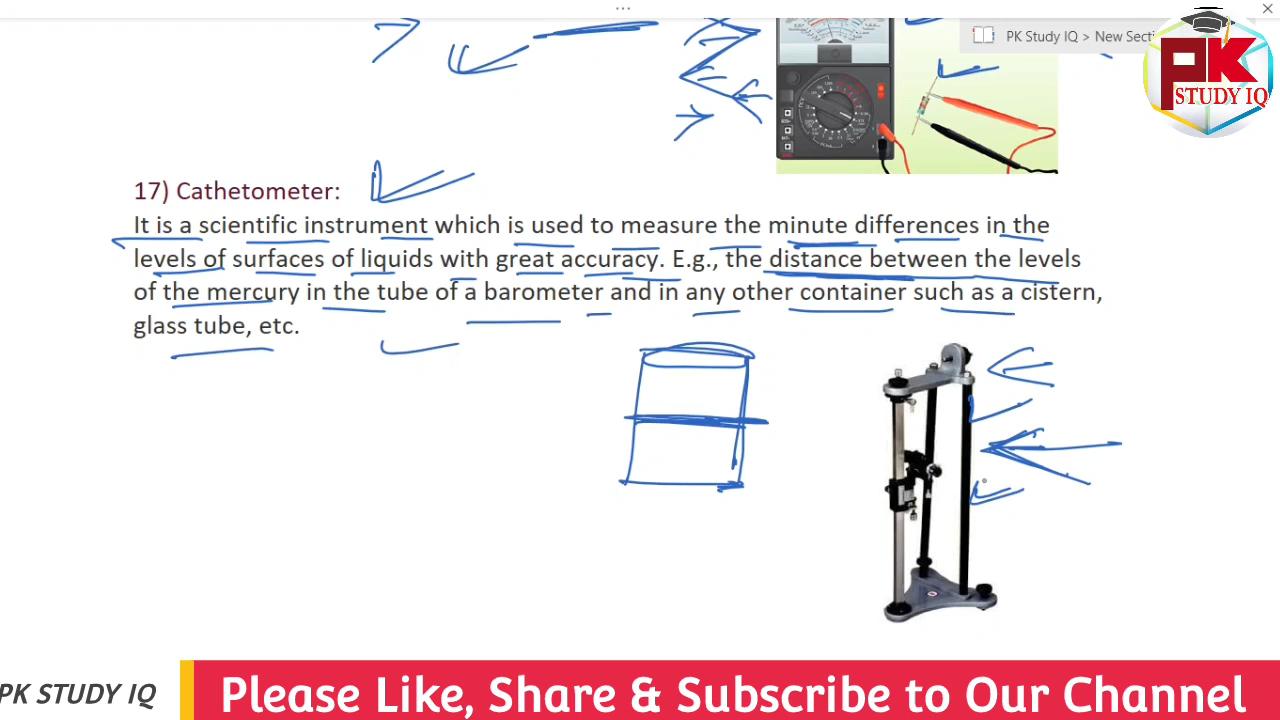 PK Study IQ > New Secti
PK
STUDY IQ
17) Cathetometer:
It is a scientific instrument which is used to measure the minute differences in the
levels of surfaces of liquids with great accuracy. E.g., the distance between the levels
of the mercury in the tube of a barometer and in any other container such as a cistern,
glass tube, etc.
PK STUDY IQ
Please Like, Share & Subscribe to Our Channel